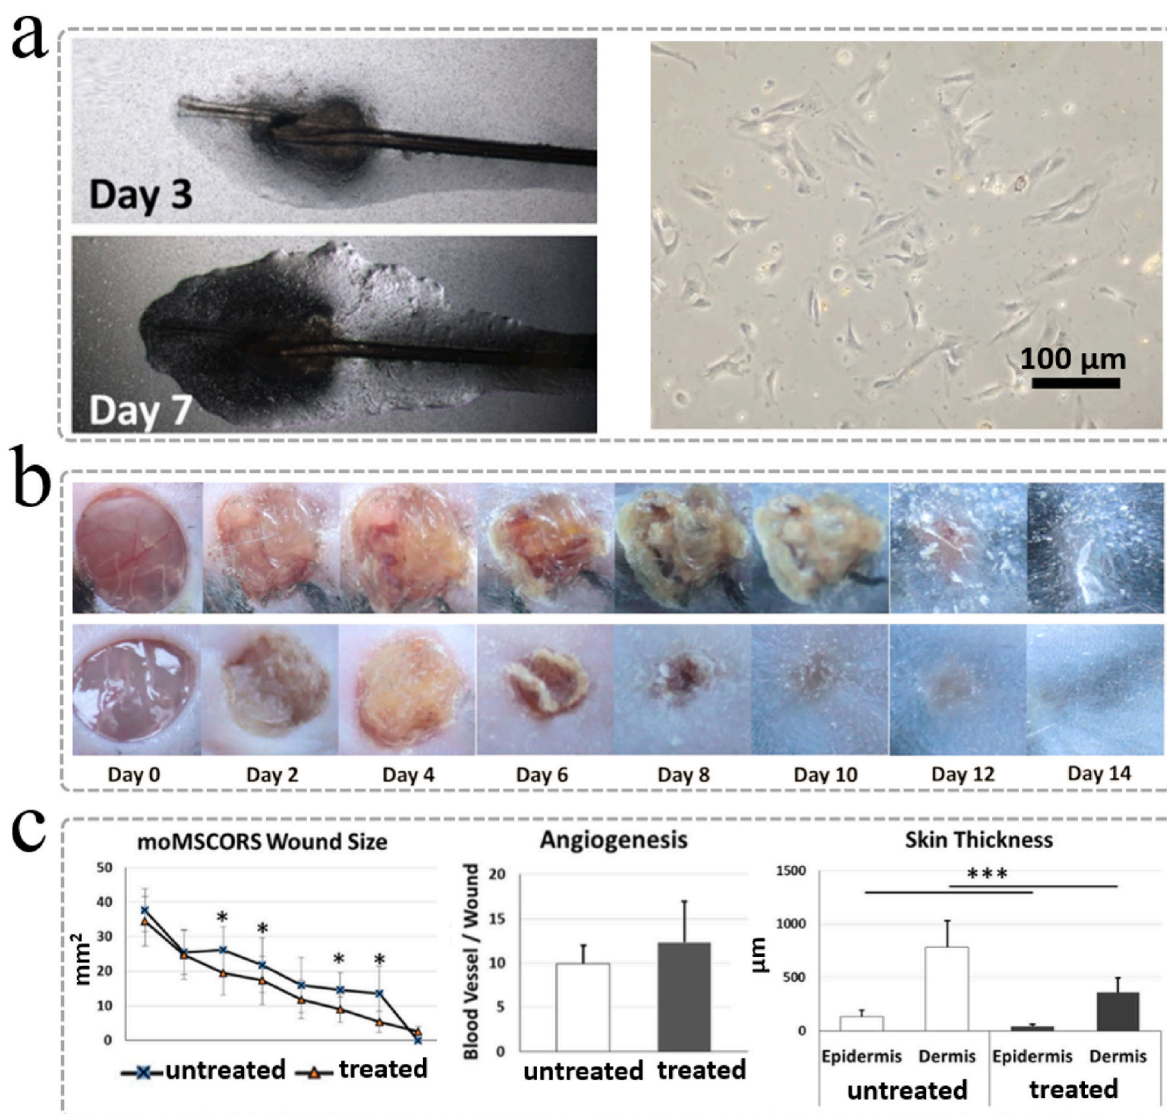 a
Day 3
Day 7
100 μm
b
Day 0 Day 2 Day 4 Day 6 Day 8 Day 10 Day 12 Day 14
c
moMSCORS Wound Size
50
40
30
20
10
0
mm²
* * * *
untreated treated
Angiogenesis
20
15
10
5
0
Blood Vessel / Wound
untreated treated
Skin Thickness
1500
1000
500
0
μm
***
Epidermis Dermis Epidermis Dermis
untreated treated